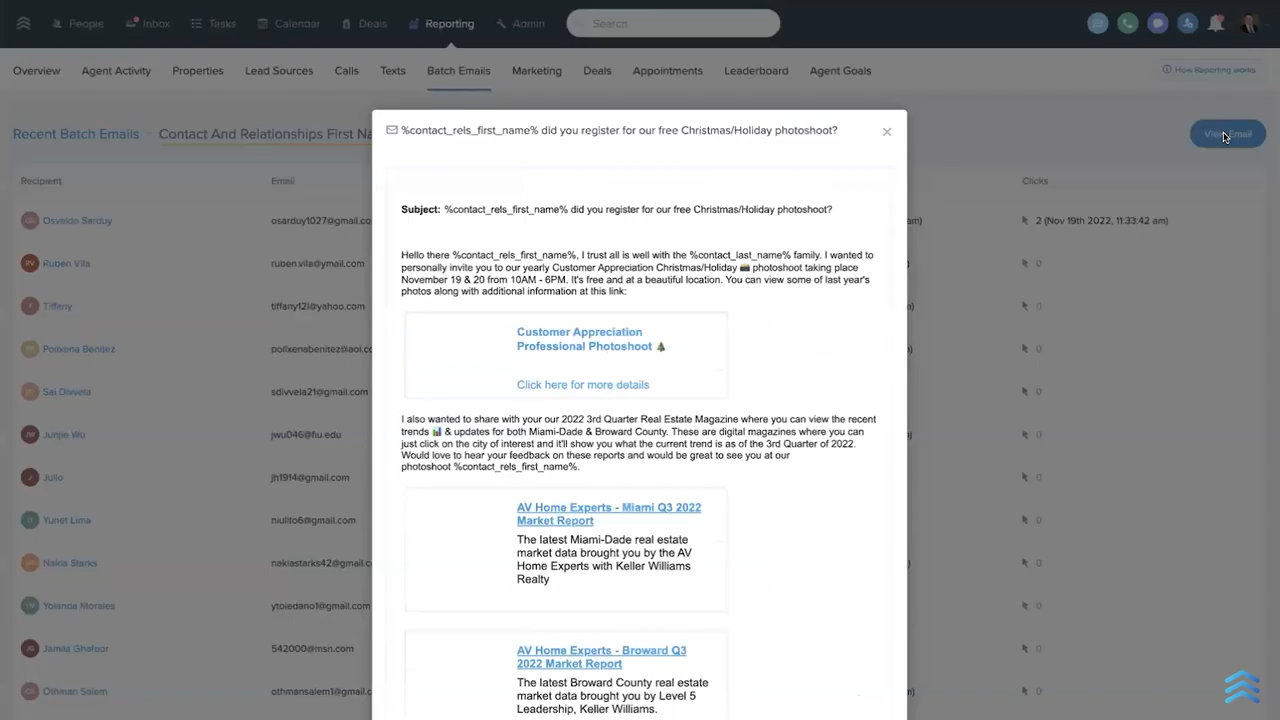 People
Inbox
Tasks
Calendar
Deals
Reporting
Admin
Search
Overview
Agent Activity
Properties
Lead Sources
Calls
Texts
Batch Emails
Marketing
Deals
Appointments
Leaderboard
Agent Goals
How Reporting works
Recent Batch Emails
Contact And Relationships First Na
View Email
%contact_rels_first_name% did you register for our free Christmas/Holiday photoshoot?
Recipient
Email
Clicks
Osvaldo Sarduy
osarduy1027@gmail.co
am)
2 (Nov 19th 2022, 11:33:42 am)
Ruben Vila
ruben.vila@ymail.com
0
Tiffany
tiffany12l@yahoo.com
0
Polixena Benitez
polixenabenitez@aol.c
0
Sai Divvela
sdivvela21@gmail.com
0
Junjie Wu
jwu046@fiu.edu
0
Julio
jh1914@gmail.com
0
Yuniet Lima
0
Nakia Starks
nakiastarks42@gmail.c
0
Yolanda Morales
ytoledano1@gmail.com
0
Jamila Ghafoor
542000@msn.com
0
Othman Salem
othmansalem1@gmail.c
0
Subject: %contact_rels_first_name% did you register for our free Christmas/Holiday photoshoot?
Hello there %contact_rels_first_name%, I trust all is well with the %contact_last_name% family. I wanted to
personally invite you to our yearly Customer Appreciation Christmas/Holiday 📸 photoshoot taking place
November 19 & 20 from 10AM - 6PM. It's free and at a beautiful location. You can view some of last year's
photos along with additional information at this link:
Customer Appreciation
Professional Photoshoot 🎄
Click here for more details
I also wanted to share with your our 2022 3rd Quarter Real Estate Magazine where you can view the recent
trends 📊 & updates for both Miami-Dade & Broward County. These are digital magazines where you can
just click on the city of interest and it'll show you what the current trend is as of the 3rd Quarter of 2022.
Would love to hear your feedback on these reports and would be great to see you at our
photoshoot %contact_rels_first_name%.
AV Home Experts - Miami Q3 2022
Market Report
The latest Miami-Dade real estate
market data brought you by the AV
Home Experts with Keller Williams
Realty
AV Home Experts - Broward Q3
2022 Market Report
The latest Broward County real estate
market data brought you by Level 5
Leadership, Keller Williams.